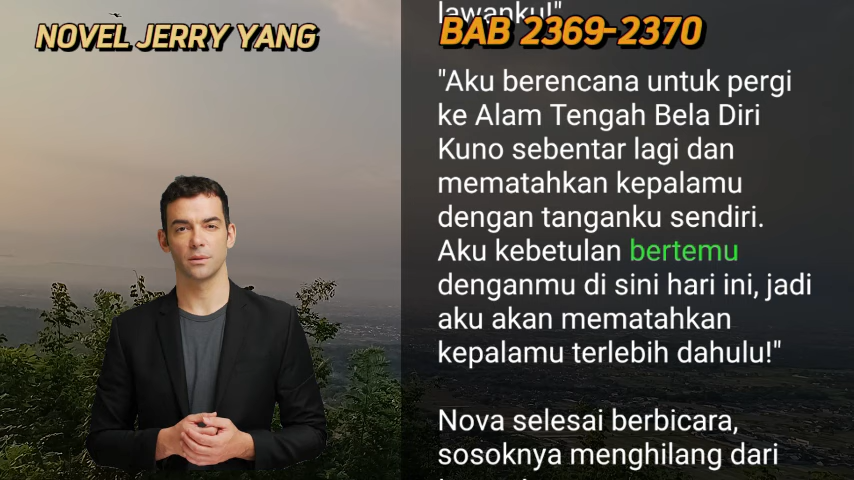 NOVEL JERRY YANG
lawanku!"
BAB 2369-2370
"Aku berencana untuk pergi
ke Alam Tengah Bela Diri
Kuno sebentar lagi dan
mematahkan kepalamu
dengan tanganku sendiri.
Aku kebetulan bertemu
denganmu di sini hari ini, jadi
aku akan mematahkan
kepalamu terlebih dahulu!"
Nova selesai berbicara,
sosoknya menghilang dari